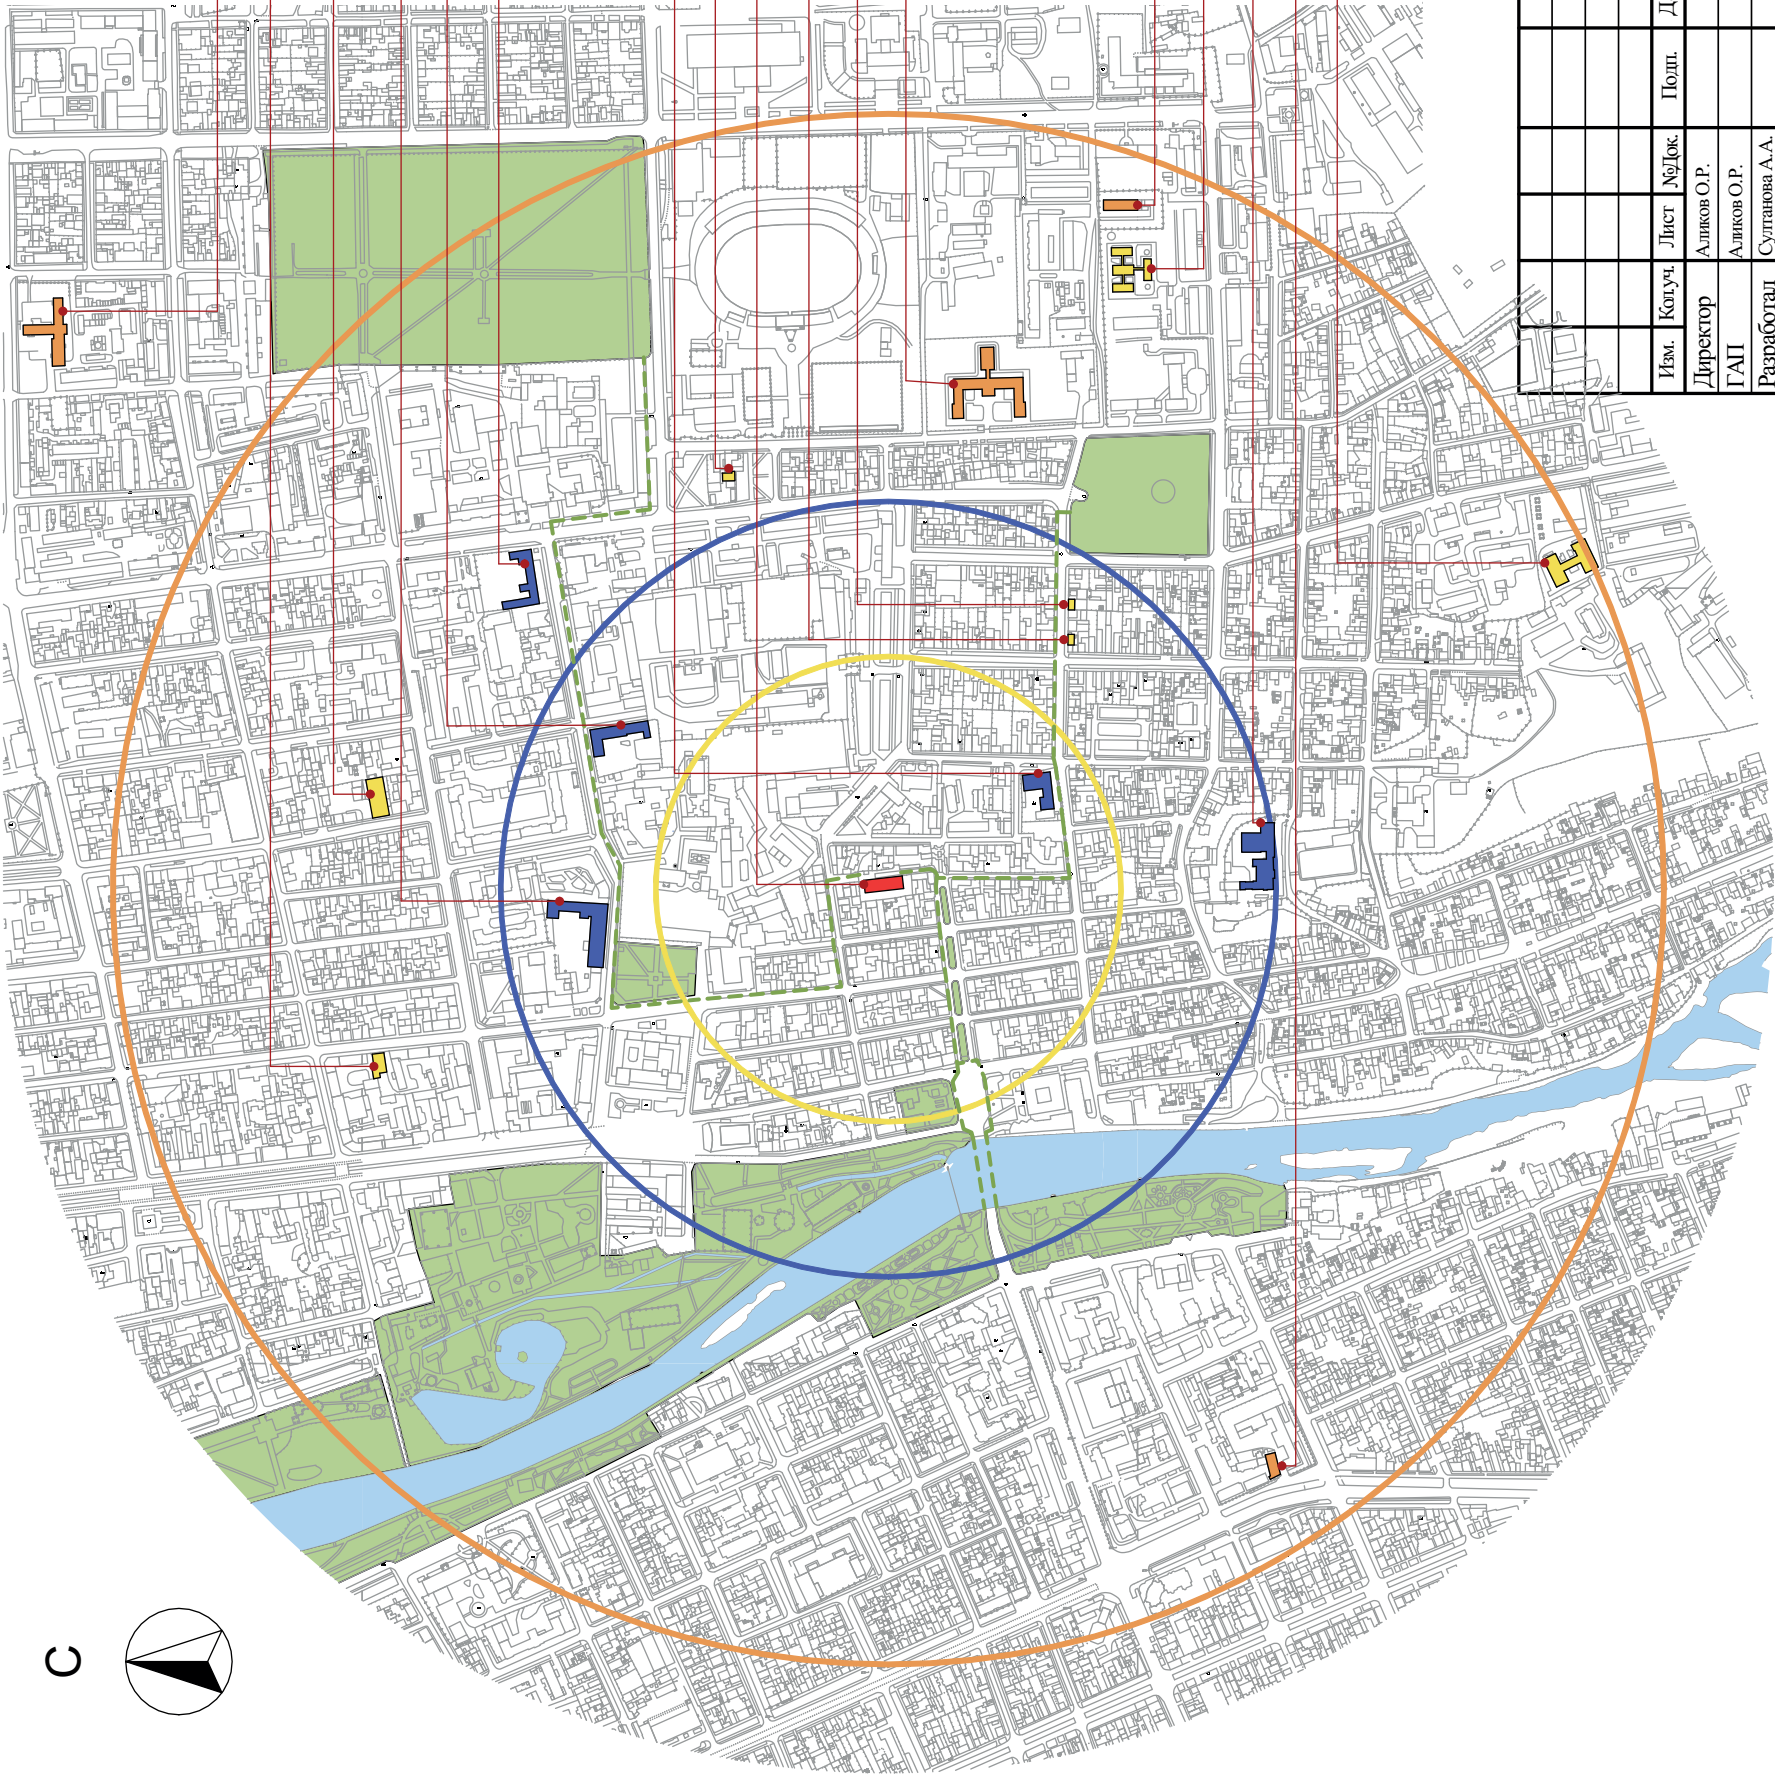 С
Изм.
Кол.уч.
Лист
№Док.
Подп.
Директор
Аликов О.Р.
ГАП
Аликов О.Р.
Разработал
Султанова А.А.